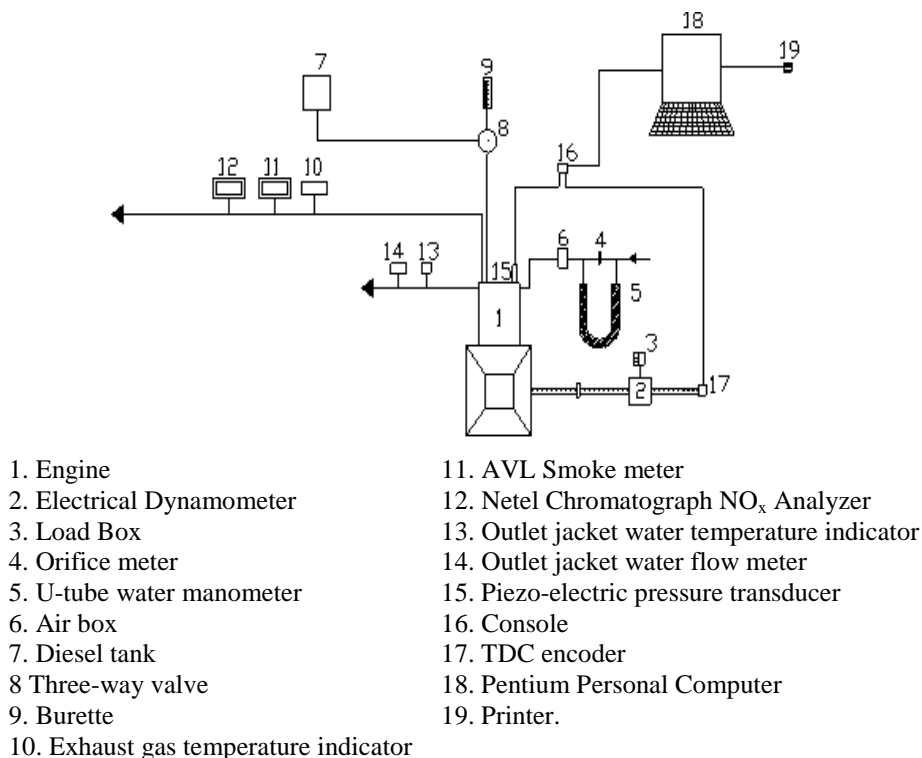 18
19
7
9
8
16
12 11 10
6 4
14 13
15
5
1
3
2
17
1. Engine
2. Electrical Dynamometer
3. Load Box
4. Orifice meter
5. U-tube water manometer
6. Air box
7. Diesel tank
8 Three-way valve
9. Burette
10. Exhaust gas temperature indicator
11. AVL Smoke meter
12. Netel Chromatograph NOx Analyzer
13. Outlet jacket water temperature indicator
14. Outlet jacket water flow meter
15. Piezo-electric pressure transducer
16. Console
17. TDC encoder
18. Pentium Personal Computer
19. Printer.